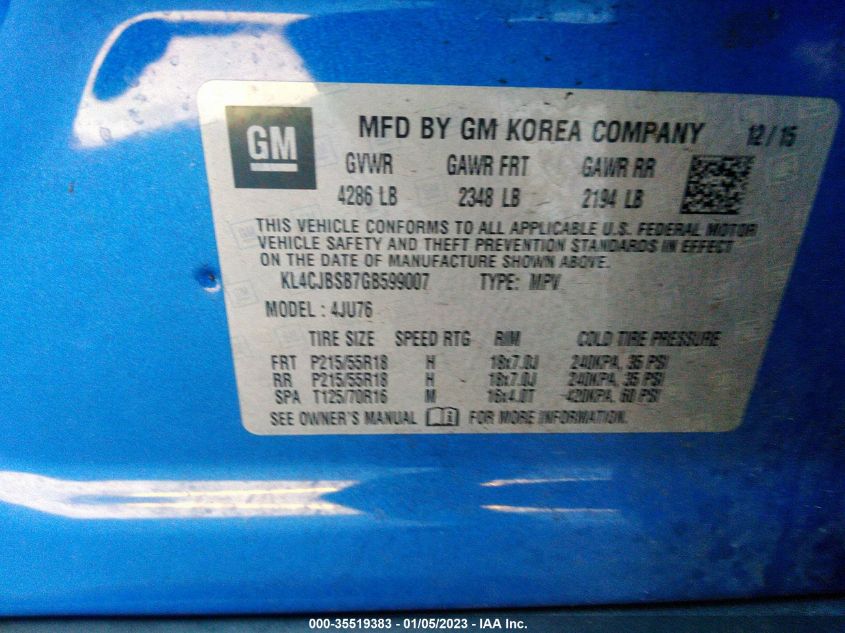 GM
MFD BY GM KOREA COMPANY 12/15
GVWR GAWR FRT GAWR RR
4286 LB 2348 LB 2194 LB
THIS VEHICLE CONFORMS TO ALL APPLICABLE U.S. FEDERAL MOTOR
VEHICLE SAFETY AND THEFT PREVENTION STANDARDS IN EFFECT
ON THE DATE OF MANUFACTURE SHOWN ABOVE.
KL4CJBSB7GB599007 TYPE: MPV
MODEL : 4JU76
TIRE SIZE SPEED RTG RIM COLD TIRE PRESSURE
FRT P215/55R18 H 18x7.0J 240KPA, 35 PSI
RR P215/55R18 H 18x7.0J 240KPA, 35 PSI
SPA T125/70R16 M 16x4.0T 420KPA, 60 PSI
SEE OWNER'S MANUAL FOR MORE INFORMATION.
000-35519383 - 01/05/2023 - IAA Inc.